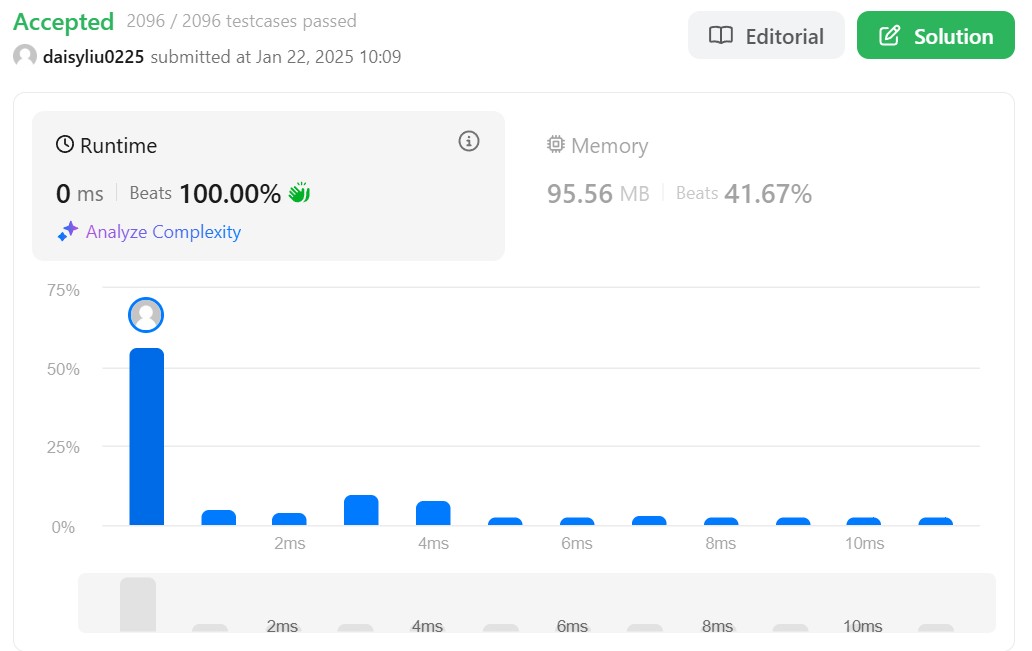 Accepted 2096 / 2096 testcases passed
Editorial
Solution
daisyliu0225 submitted at Jan 22, 2025 10:09
Runtime
0 ms Beats 100.00%
Analyze Complexity
Memory
95.56 MB Beats 41.67%
75%
50%
25%
0%
2ms 4ms 6ms 8ms 10ms
2ms 4ms 6ms 8ms 10ms